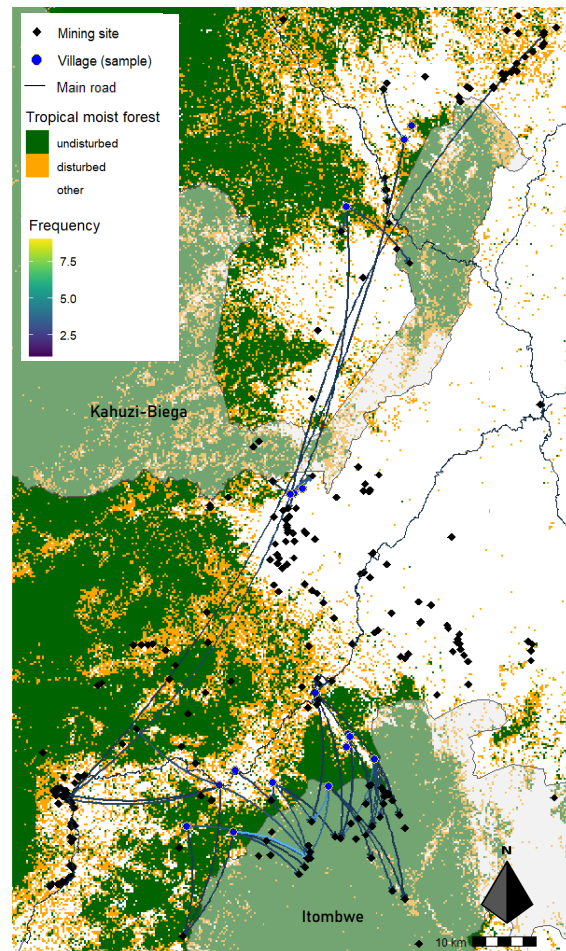 Mining site
Village (sample)
Main road
Tropical moist forest
undisturbed
disturbed
other
Frequency
7.5
5.0
2.5
Kahuzi-Biega
N
Itombwe
10 km